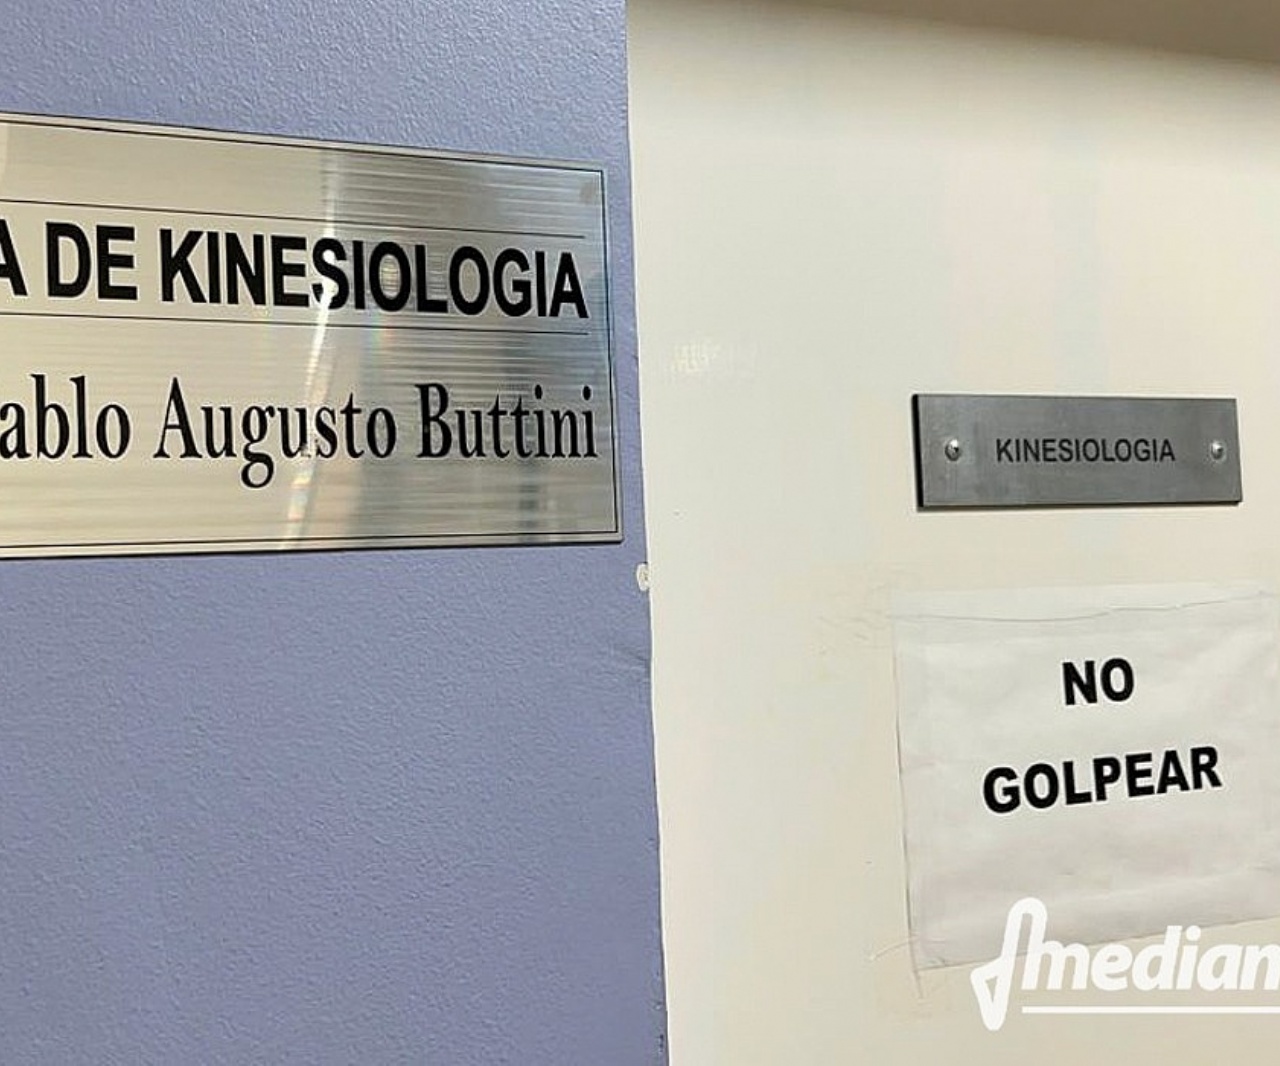 A DE KINESIOLOGIA
ablo Augusto Buttini
KINESIOLOGIA
NO
GOLPEAR
median